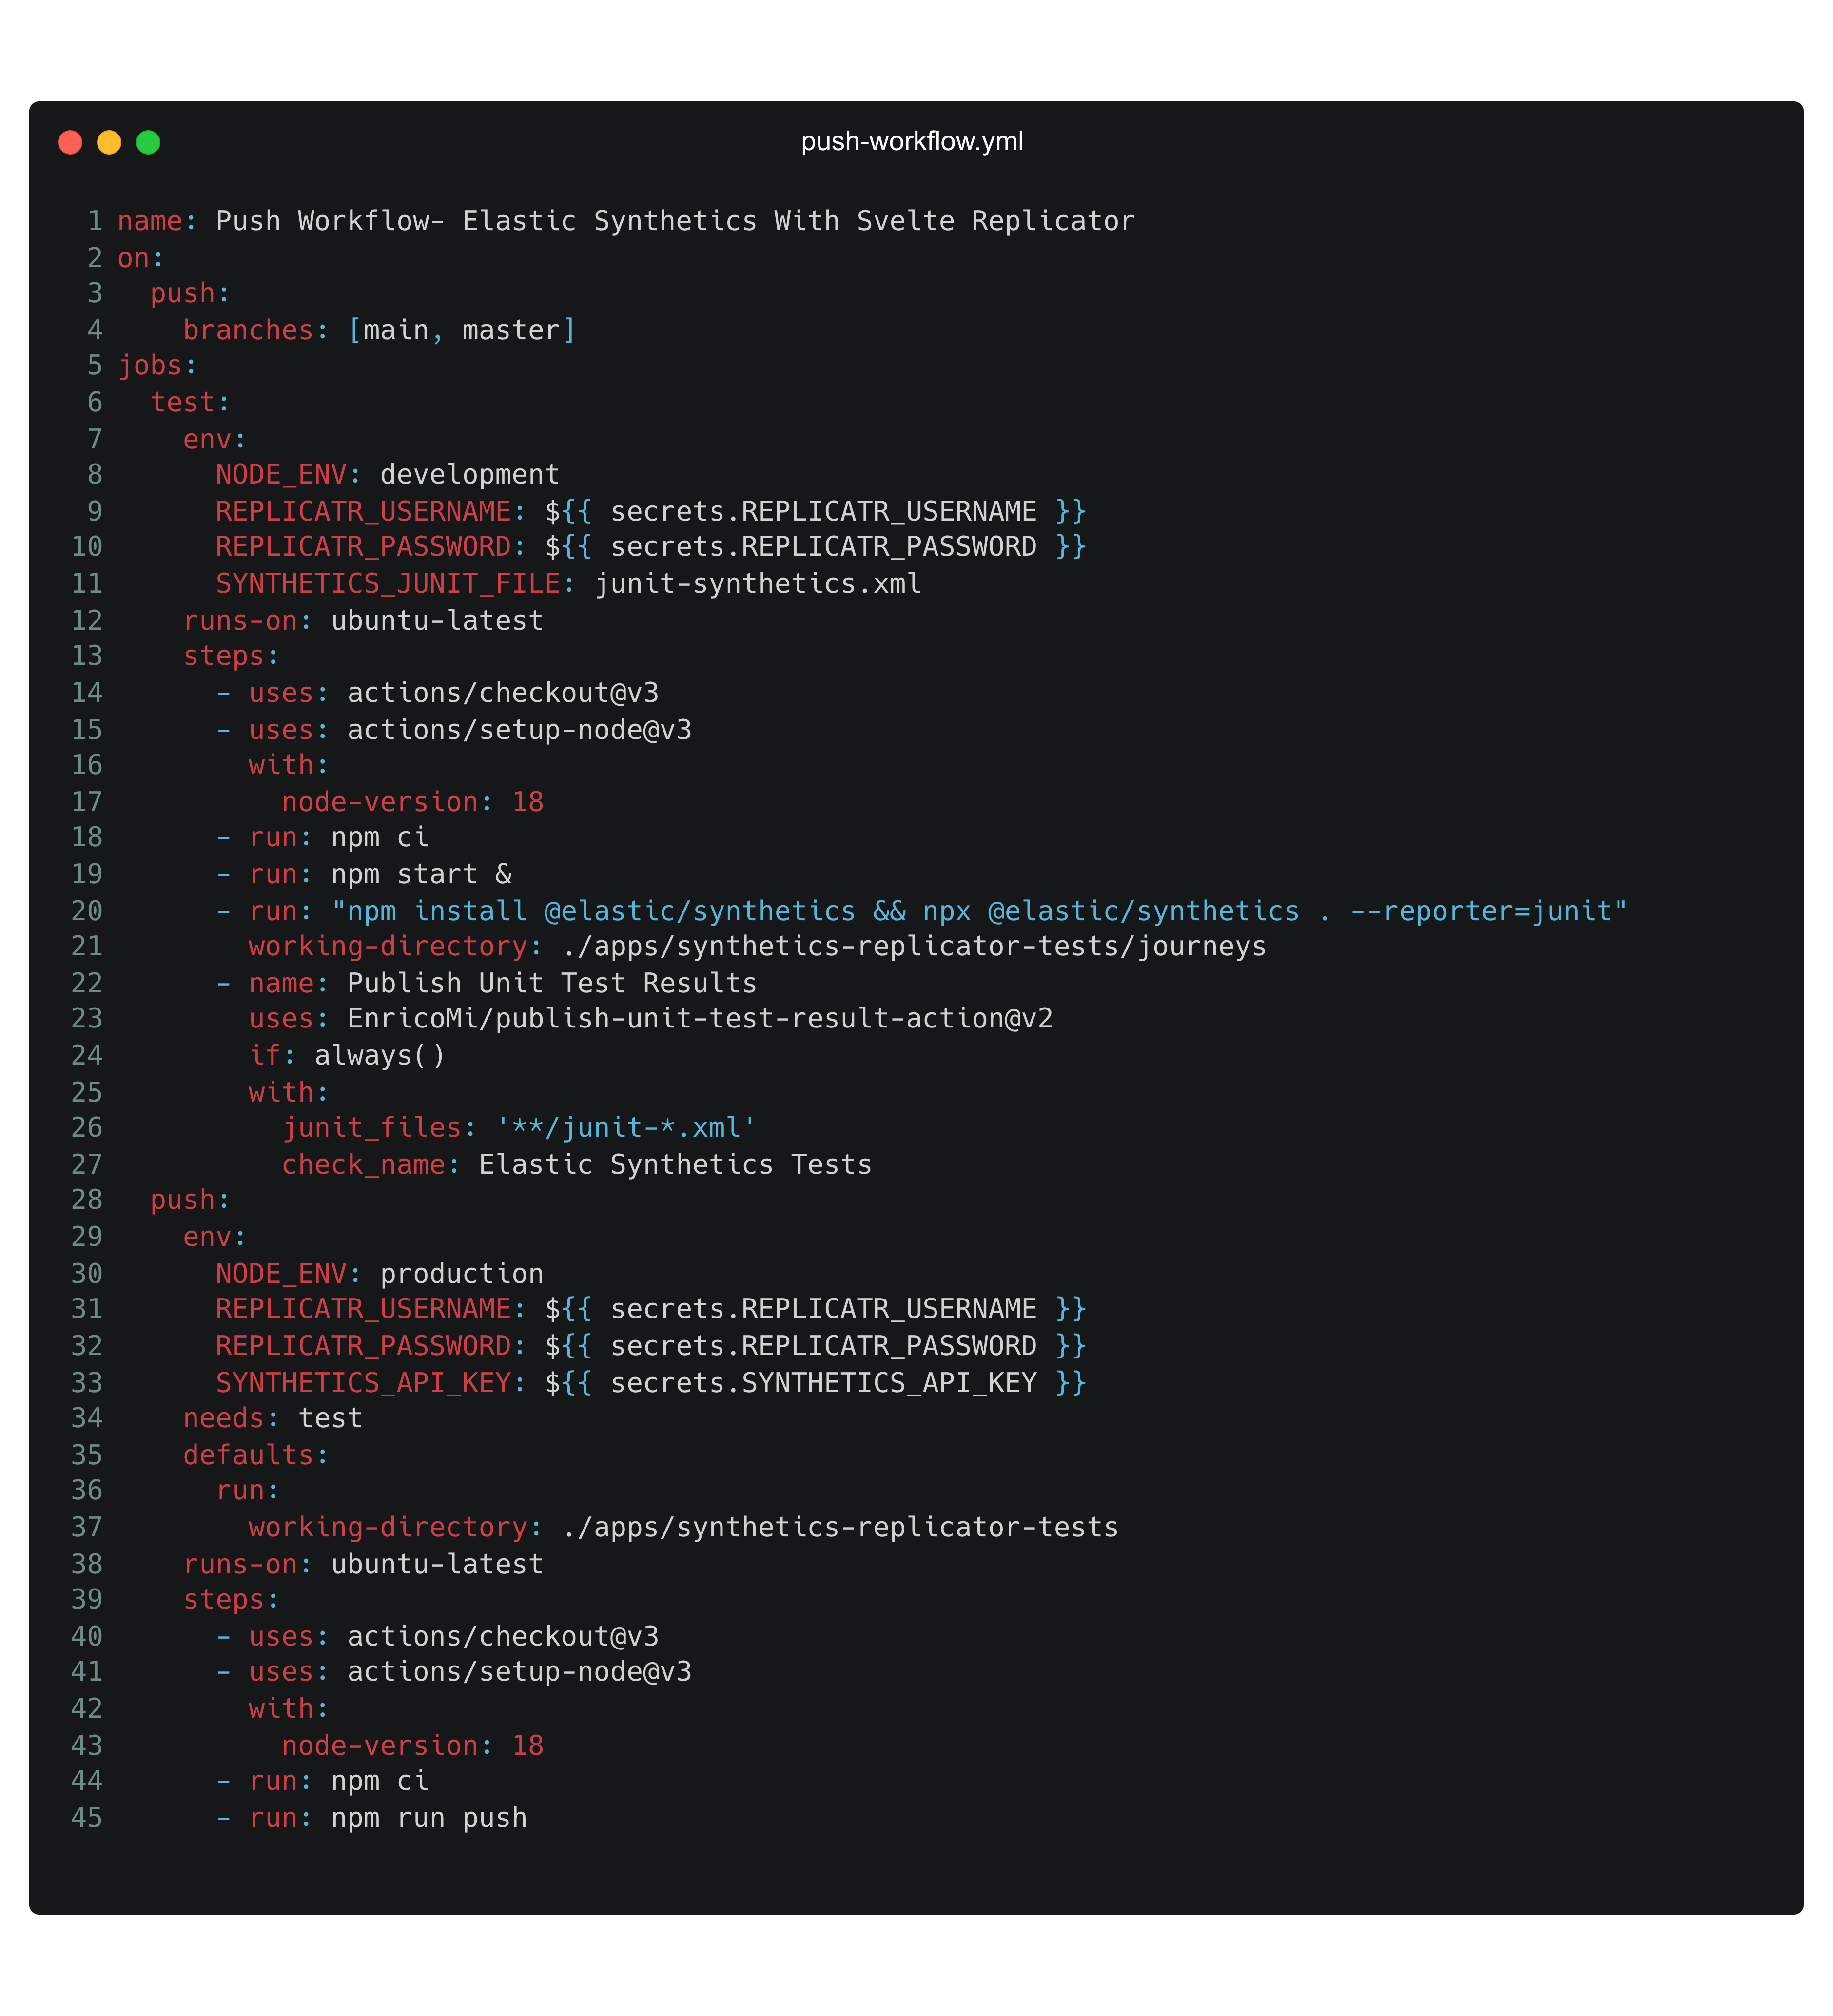 push-workflow.yml
1 name: Push Workflow- Elastic Synthetics With Svelte Replicator
2 on:
3   push:
4     branches: [main, master]
5 jobs:
6   test:
7     env:
8       NODE_ENV: development
9       REPLICATR_USERNAME: ${{ secrets.REPLICATR_USERNAME }}
10       REPLICATR_PASSWORD: ${{ secrets.REPLICATR_PASSWORD }}
11       SYNTHETICS_JUNIT_FILE: junit-synthetics.xml
12     runs-on: ubuntu-latest
13     steps:
14       - uses: actions/checkout@v3
15       - uses: actions/setup-node@v3
16         with:
17           node-version: 18
18       - run: npm ci
19       - run: npm start &
20       - run: "npm install @elastic/synthetics && npx @elastic/synthetics . --reporter=junit"
21         working-directory: ./apps/synthetics-replicator-tests/journeys
22       - name: Publish Unit Test Results
23         uses: EnricoMi/publish-unit-test-result-action@v2
24         if: always()
25         with:
26           junit_files: '**/junit-*.xml'
27           check_name: Elastic Synthetics Tests
28   push:
29     env:
30       NODE_ENV: production
31       REPLICATR_USERNAME: ${{ secrets.REPLICATR_USERNAME }}
32       REPLICATR_PASSWORD: ${{ secrets.REPLICATR_PASSWORD }}
33       SYNTHETICS_API_KEY: ${{ secrets.SYNTHETICS_API_KEY }}
34     needs: test
35     defaults:
36       run:
37         working-directory: ./apps/synthetics-replicator-tests
38     runs-on: ubuntu-latest
39     steps:
40       - uses: actions/checkout@v3
41       - uses: actions/setup-node@v3
42         with:
43           node-version: 18
44       - run: npm ci
45       - run: npm run push